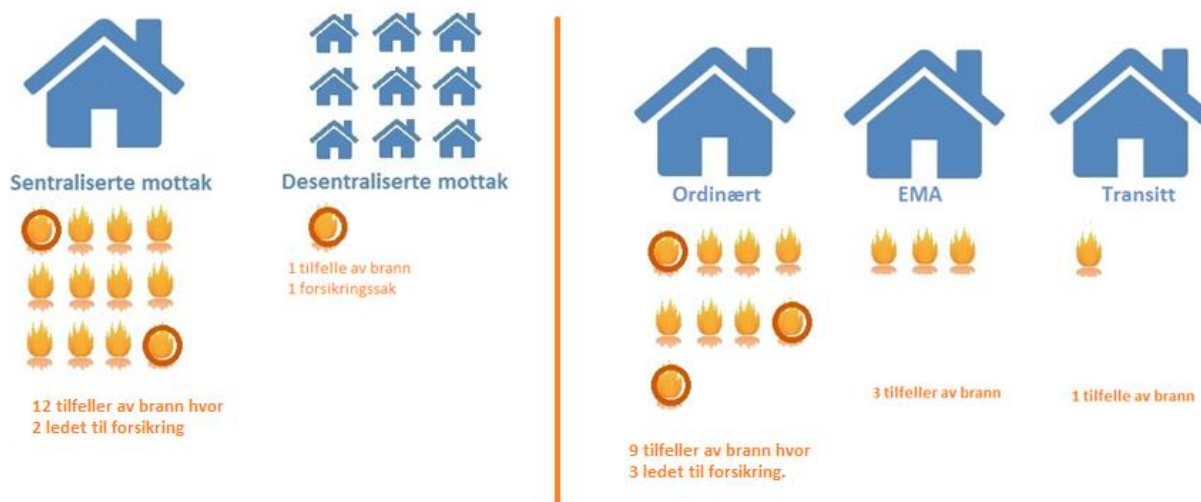 Sentraliserte mottak
Desentraliserte mottak
1 tilfelle av brann
1 forsikringssak
12 tilfeller av brann hvor
2 ledet til forsikring
Ordinært
EMA
Transitt
9 tilfeller av brann hvor
3 ledet til forsikring.
3 tilfeller av brann
1 tilfelle av brann